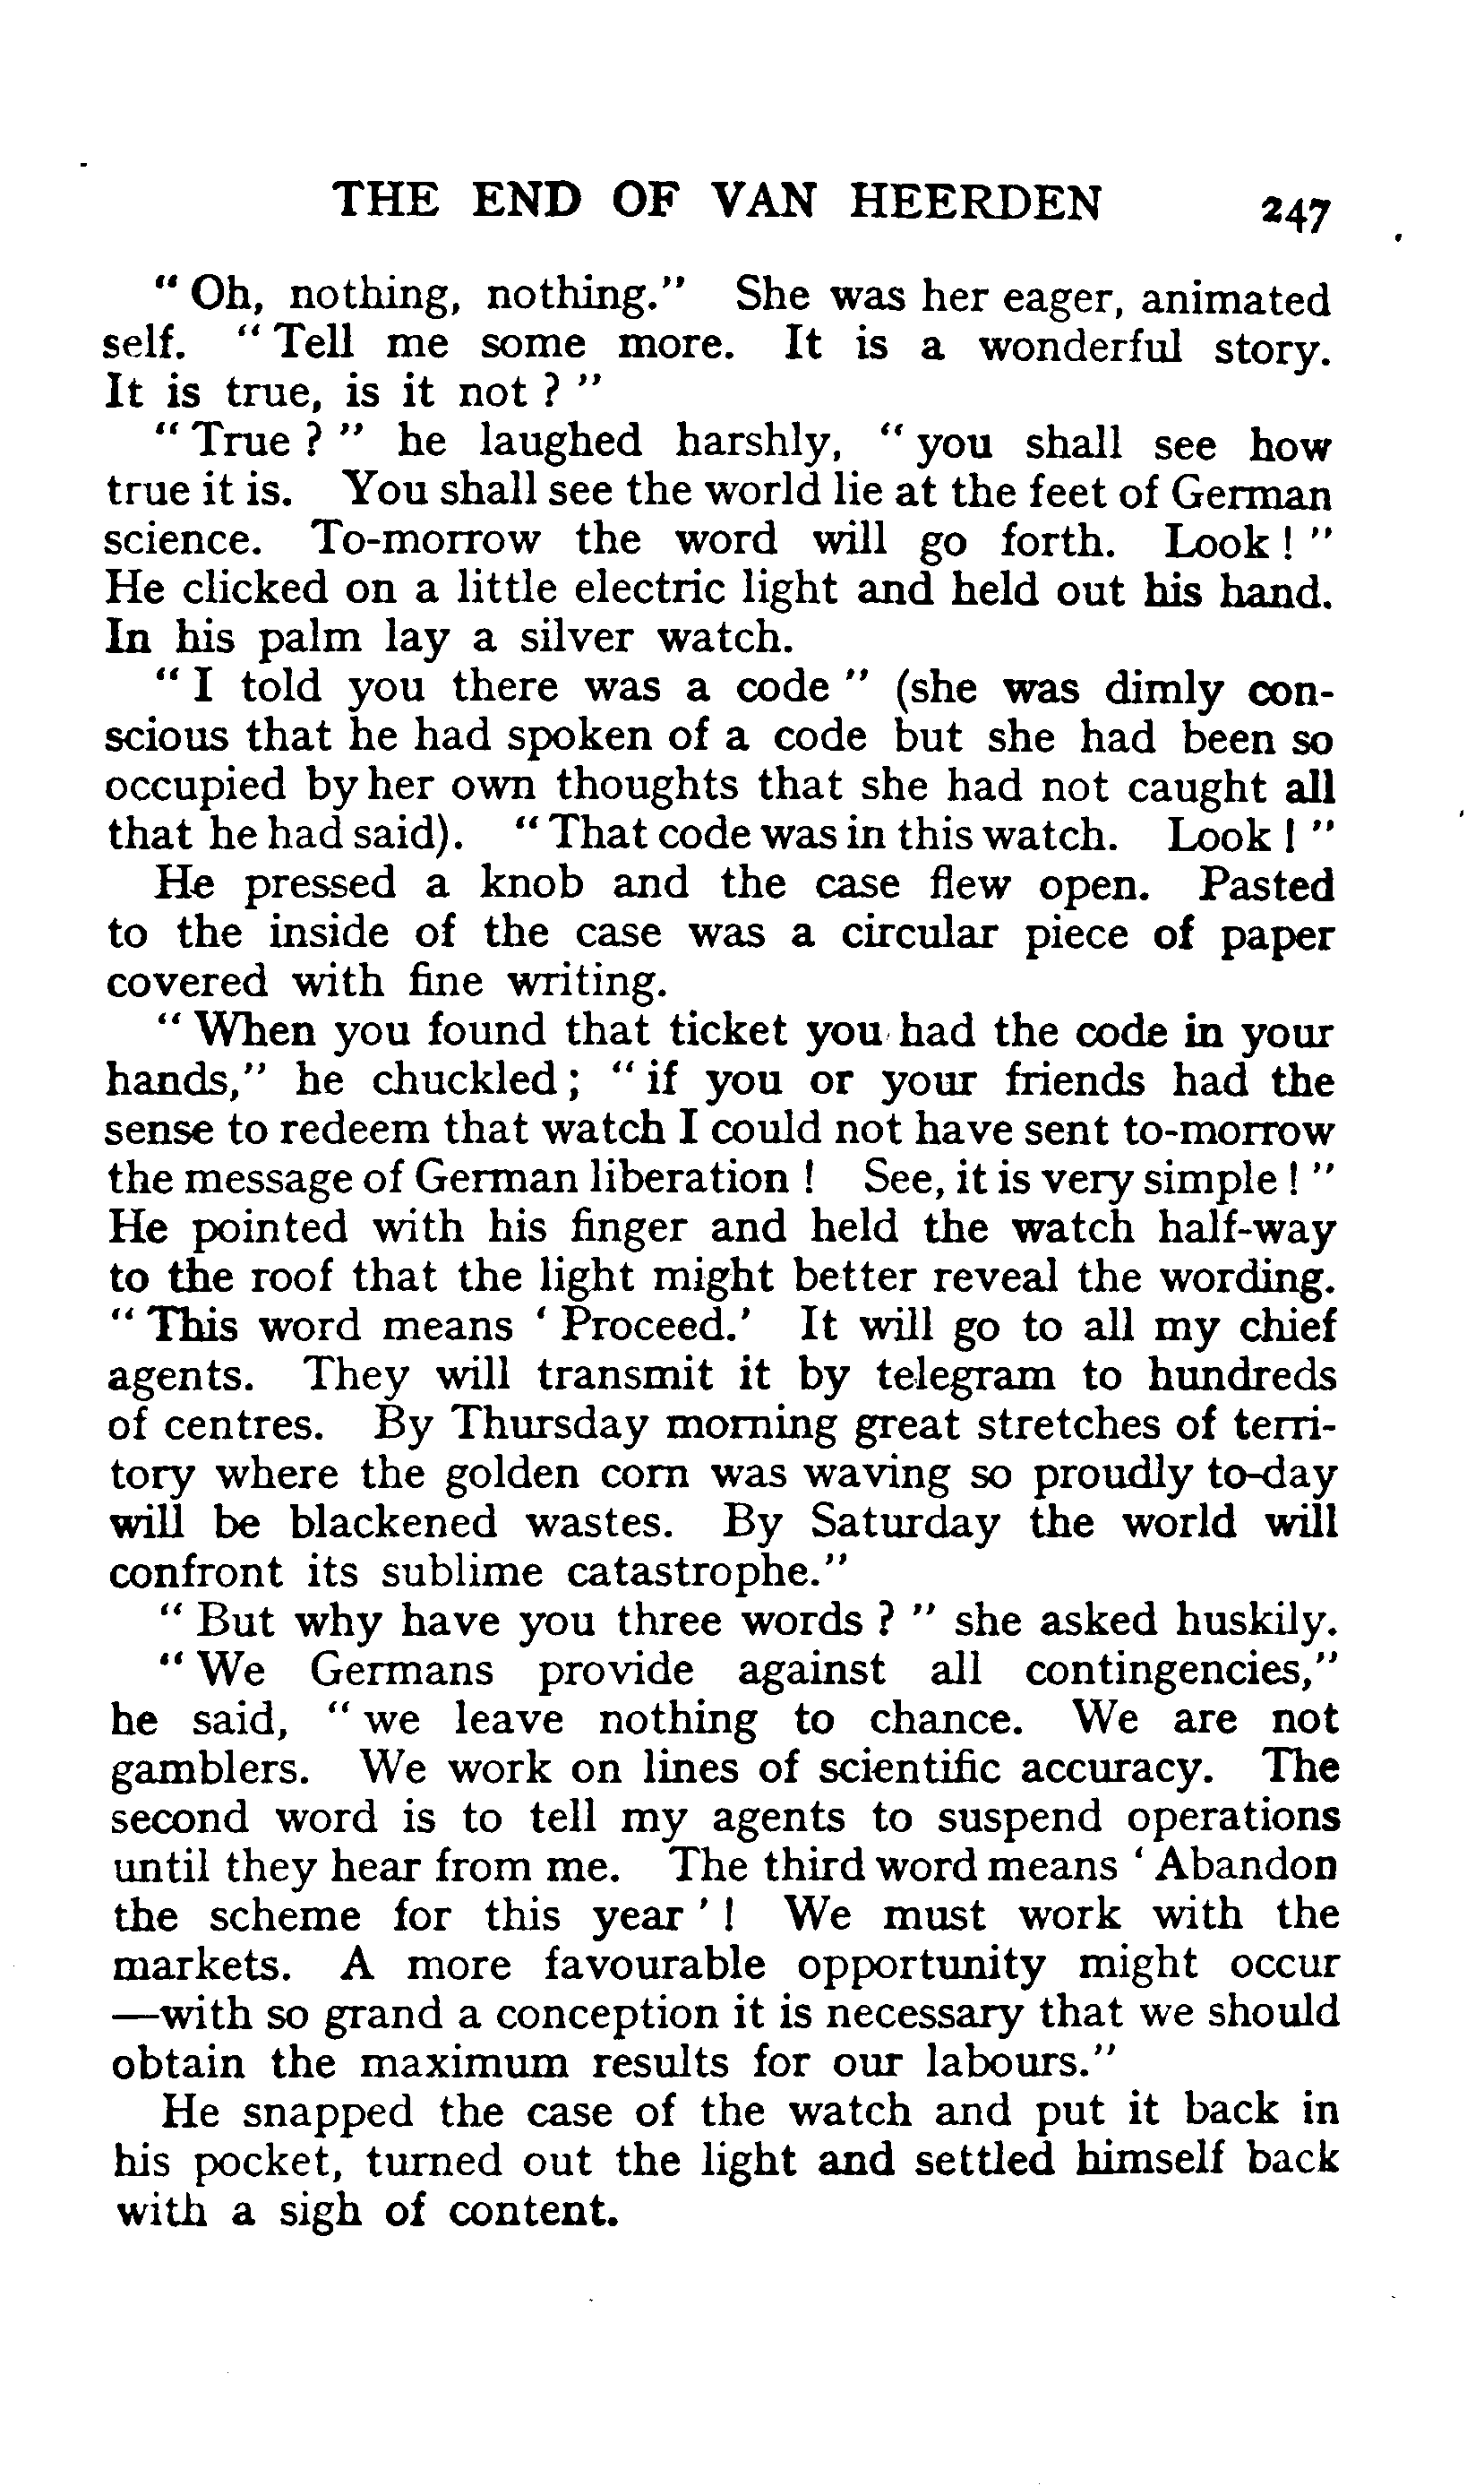 THE END OF VAN HEERDEN 247
" Oh, nothing, nothing." She was her eager, animated
self. " Tell me some more. It is a wonderful story.
It is true, is it not ? "
" True ? " he laughed harshly, " you shall see how
true it is. You shall see the world lie at the feet of German
science. To-morrow the word will go forth. Look ! "
He clicked on a little electric light and held out his hand.
In his palm lay a silver watch.
" I told you there was a code " (she was dimly con-
scious that he had spoken of a code but she had been so
occupied by her own thoughts that she had not caught all
that he had said). " That code was in this watch. Look ! "
He pressed a knob and the case flew open. Pasted
to the inside of the case was a circular piece of paper
covered with fine writing.
" When you found that ticket you had the code in your
hands," he chuckled ; " if you or your friends had the
sense to redeem that watch I could not have sent to-morrow
the message of German liberation ! See, it is very simple ! "
He pointed with his finger and held the watch half-way
to the roof that the light might better reveal the wording.
" This word means ' Proceed.' It will go to all my chief
agents. They will transmit it by telegram to hundreds
of centres. By Thursday morning great stretches of terri-
tory where the golden corn was waving so proudly to-day
will be blackened wastes. By Saturday the world will
confront its sublime catastrophe."
" But why have you three words ? " she asked huskily.
" We Germans provide against all contingencies,"
he said, " we leave nothing to chance. We are not
gamblers. We work on lines of scientific accuracy. The
second word is to tell my agents to suspend operations
until they hear from me. The third word means ' Abandon
the scheme for this year ' ! We must work with the
markets. A more favourable opportunity might occur
—with so grand a conception it is necessary that we should
obtain the maximum results for our labours."
He snapped the case of the watch and put it back in
his pocket, turned out the light and settled himself back
with a sigh of content.